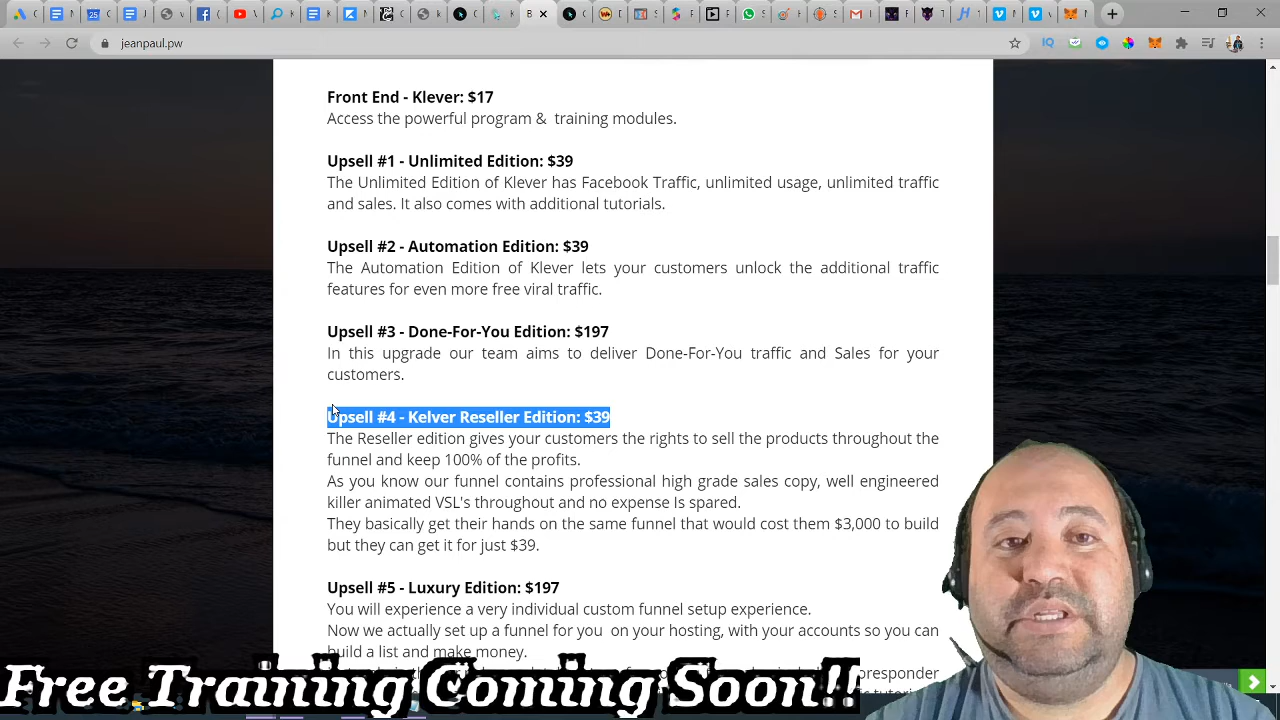 jeanpaul.pw
Front End - Klever: $17
Access the powerful program & training modules.
Upsell #1 - Unlimited Edition: $39
The Unlimited Edition of Klever has Facebook Traffic, unlimited usage, unlimited traffic
and sales. It also comes with additional tutorials.
Upsell #2 - Automation Edition: $39
The Automation Edition of Klever lets your customers unlock the additional traffic
features for even more free viral traffic.
Upsell #3 - Done-For-You Edition: $197
In this upgrade our team aims to deliver Done-For-You traffic and Sales for your
customers.
Upsell #4 - Kelver Reseller Edition: $39
The Reseller edition gives your customers the rights to sell the products throughout the
funnel and keep 100% of the profits.
As you know our funnel contains professional high grade sales copy, well engineered
killer animated VSL's throughout and no expense Is spared.
They basically get their hands on the same funnel that would cost them $3,000 to build
but they can get it for just $39.
Upsell #5 - Luxury Edition: $197
You will experience a very individual custom funnel setup experience.
Now we actually set up a funnel for you on your hosting, with your accounts so you can
build a list and make money.
Free Training Coming Soon!!